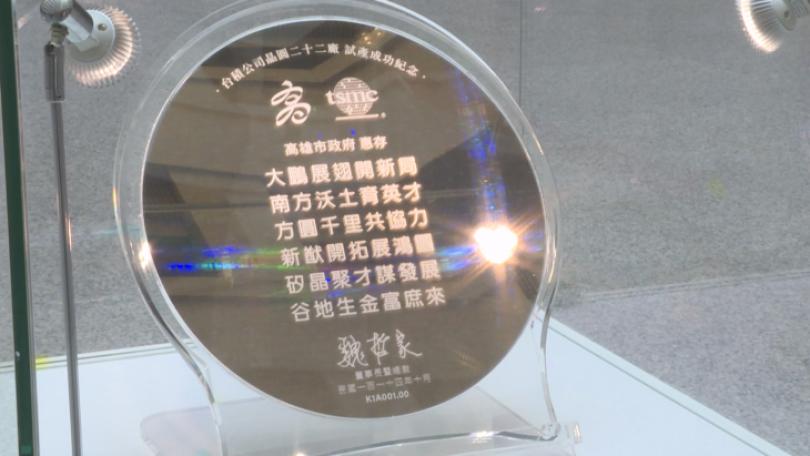 ·台積公司晶圓二十二廠 試產成功紀念·
高 tsmc
高雄市政府 惠存
大鵬展翅開新局
南方沃土育英才
方圓千里共協力
新猷開拓展鴻圖
矽晶聚才謀發展
谷地生金富庶來
魏哲家
董事長暨總裁
民國一百一十四年十月
K1A001.00